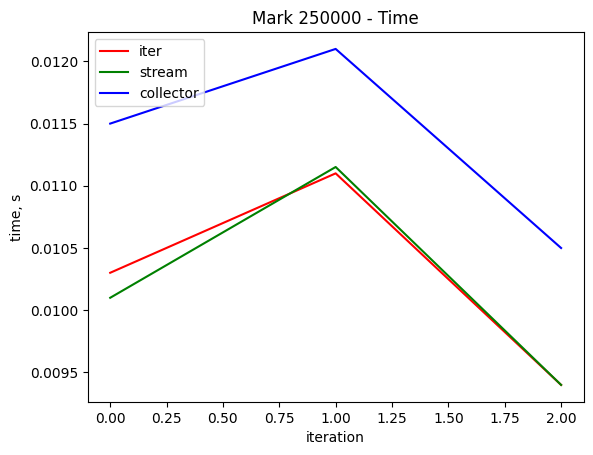 Mark 250000 - Time
iter
stream
collector
time, s
0.0120
0.0115
0.0110
0.0105
0.0100
0.0095
0.00 0.25 0.50 0.75 1.00 1.25 1.50 1.75 2.00
iteration